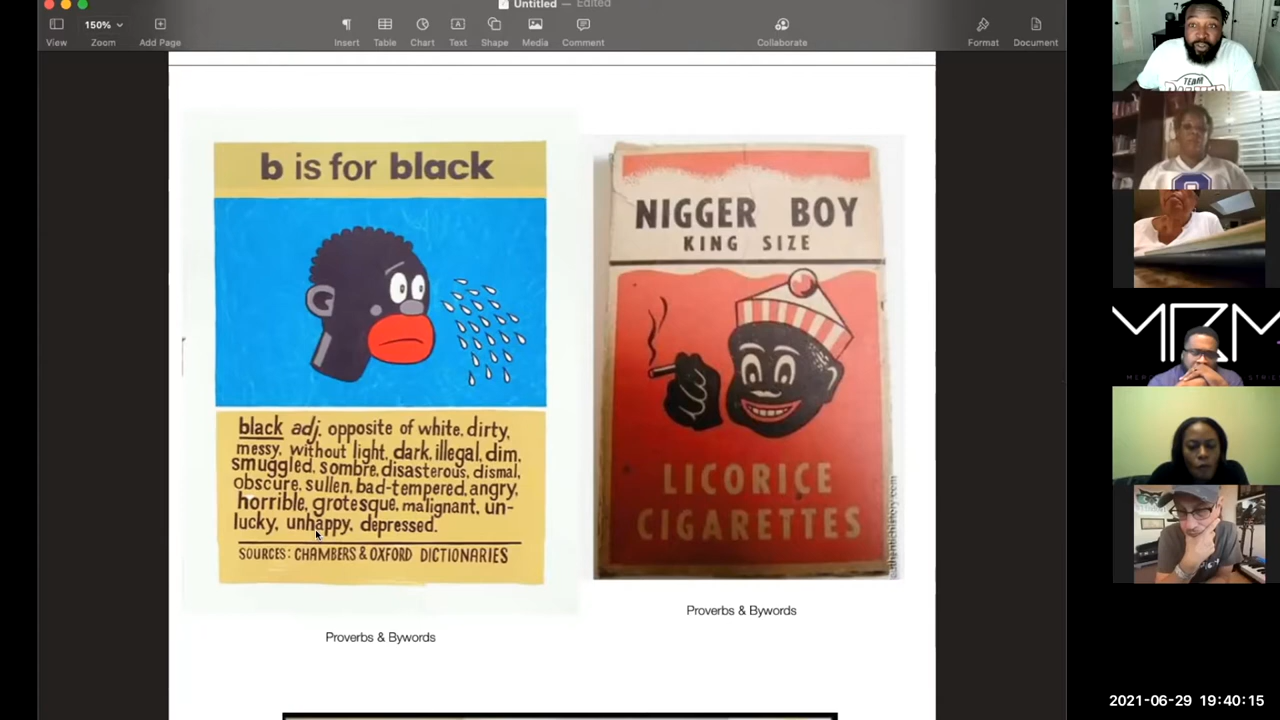 Untitled — Edited
150%
View
Zoom
Add Page
Insert
Table
Chart
Text
Shape
Media
Comment
Collaborate
Format
Document
b is for black
black adj. opposite of white. dirty,
messy, without light, dark, illegal, dim,
smuggled, sombre, disasterous, dismal,
obscure, sullen, bad-tempered, angry,
horrible, grotesque, malignant, un-
lucky, unhappy, depressed.
SOURCES: CHAMBERS & OXFORD DICTIONARIES
Proverbs & Bywords
NIGGER BOY
KING SIZE
LICORICE
CIGARETTES
Proverbs & Bywords
TEAM
MRM
2021-06-29 19:40:15